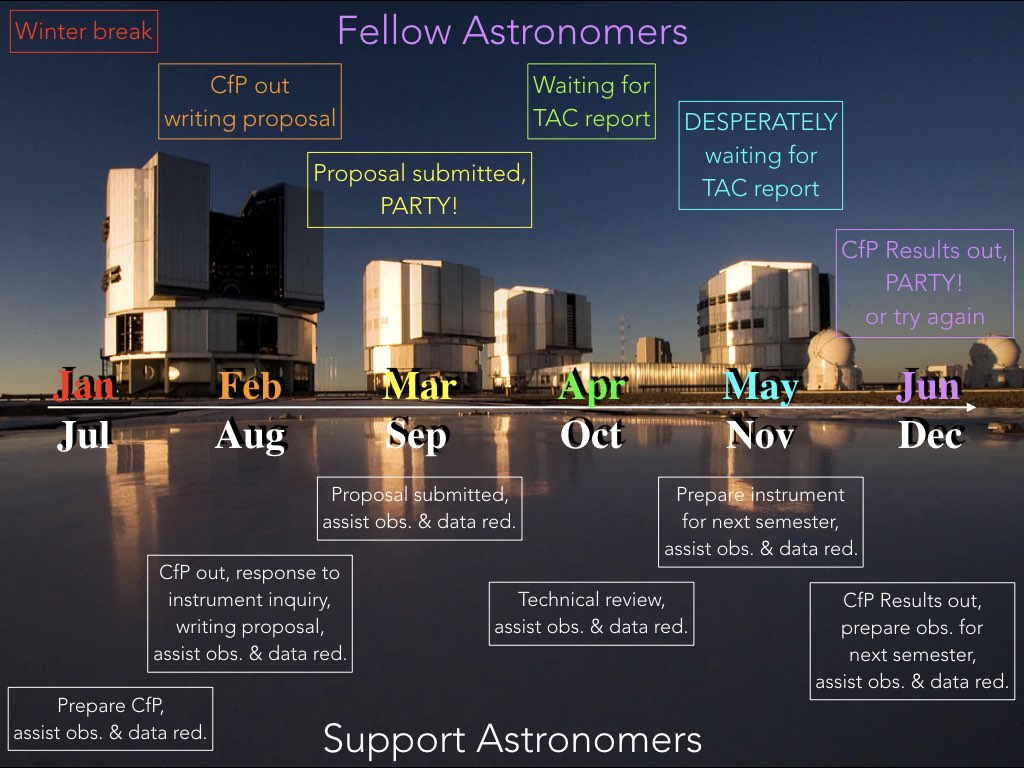 Fellow Astronomers
Winter break
CfP out
writing proposal
Proposal submitted,
PARTY!
Waiting for
TAC report
DESPERATELY
waiting for
TAC report
CfP Results out,
PARTY!
or try again
Jan Feb Mar Apr May Jun
Jul Aug Sep Oct Nov Dec
Prepare CfP,
assist obs. & data red.
CfP out, response to
instrument inquiry,
writing proposal,
assist obs. & data red.
Proposal submitted,
assist obs. & data red.
Technical review,
assist obs. & data red.
Prepare instrument
for next semester,
assist obs. & data red.
CfP Results out,
prepare obs. for
next semester,
assist obs. & data red.
Support Astronomers